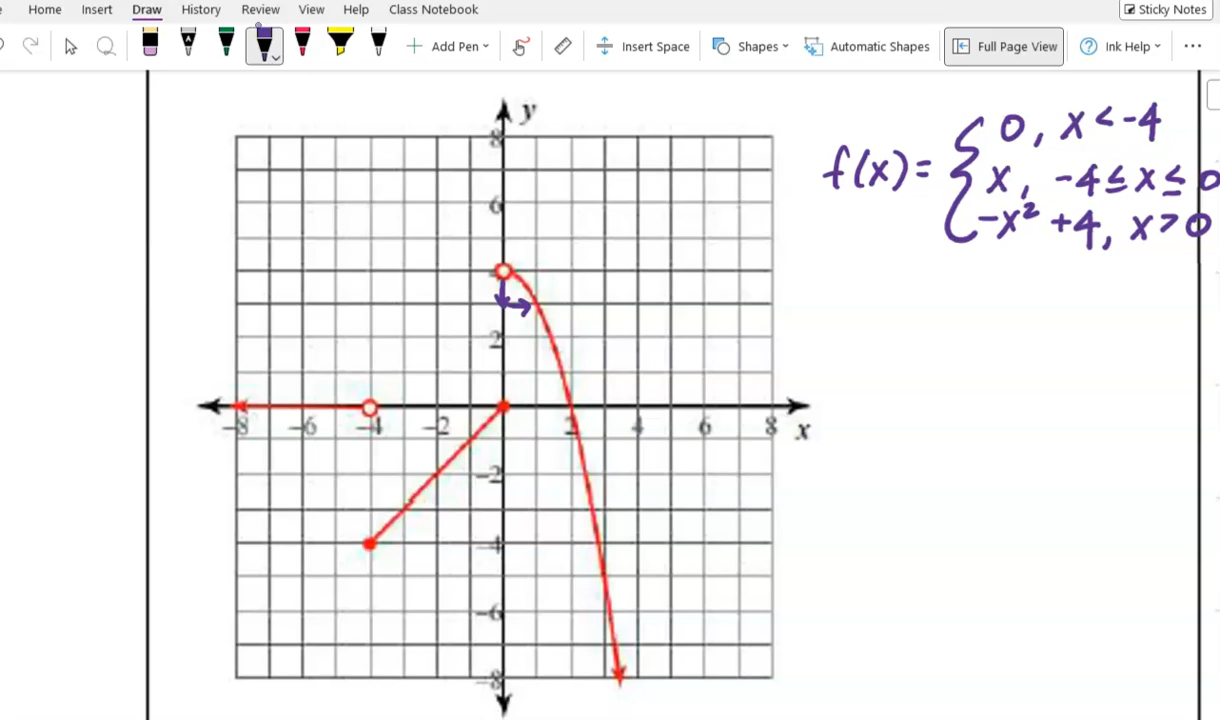 Home Insert Draw History Review View Help Class Notebook Sticky Notes
Add Pen Insert Space Shapes Automatic Shapes Full Page View Ink Help
y
8
6
2
-8 -6 -4 -2 2 4 6 8 x
-2
-4
-6
-8
f(x) = { 0, x < -4
x, -4 ≤ x ≤ 0
-x² + 4, x > 0